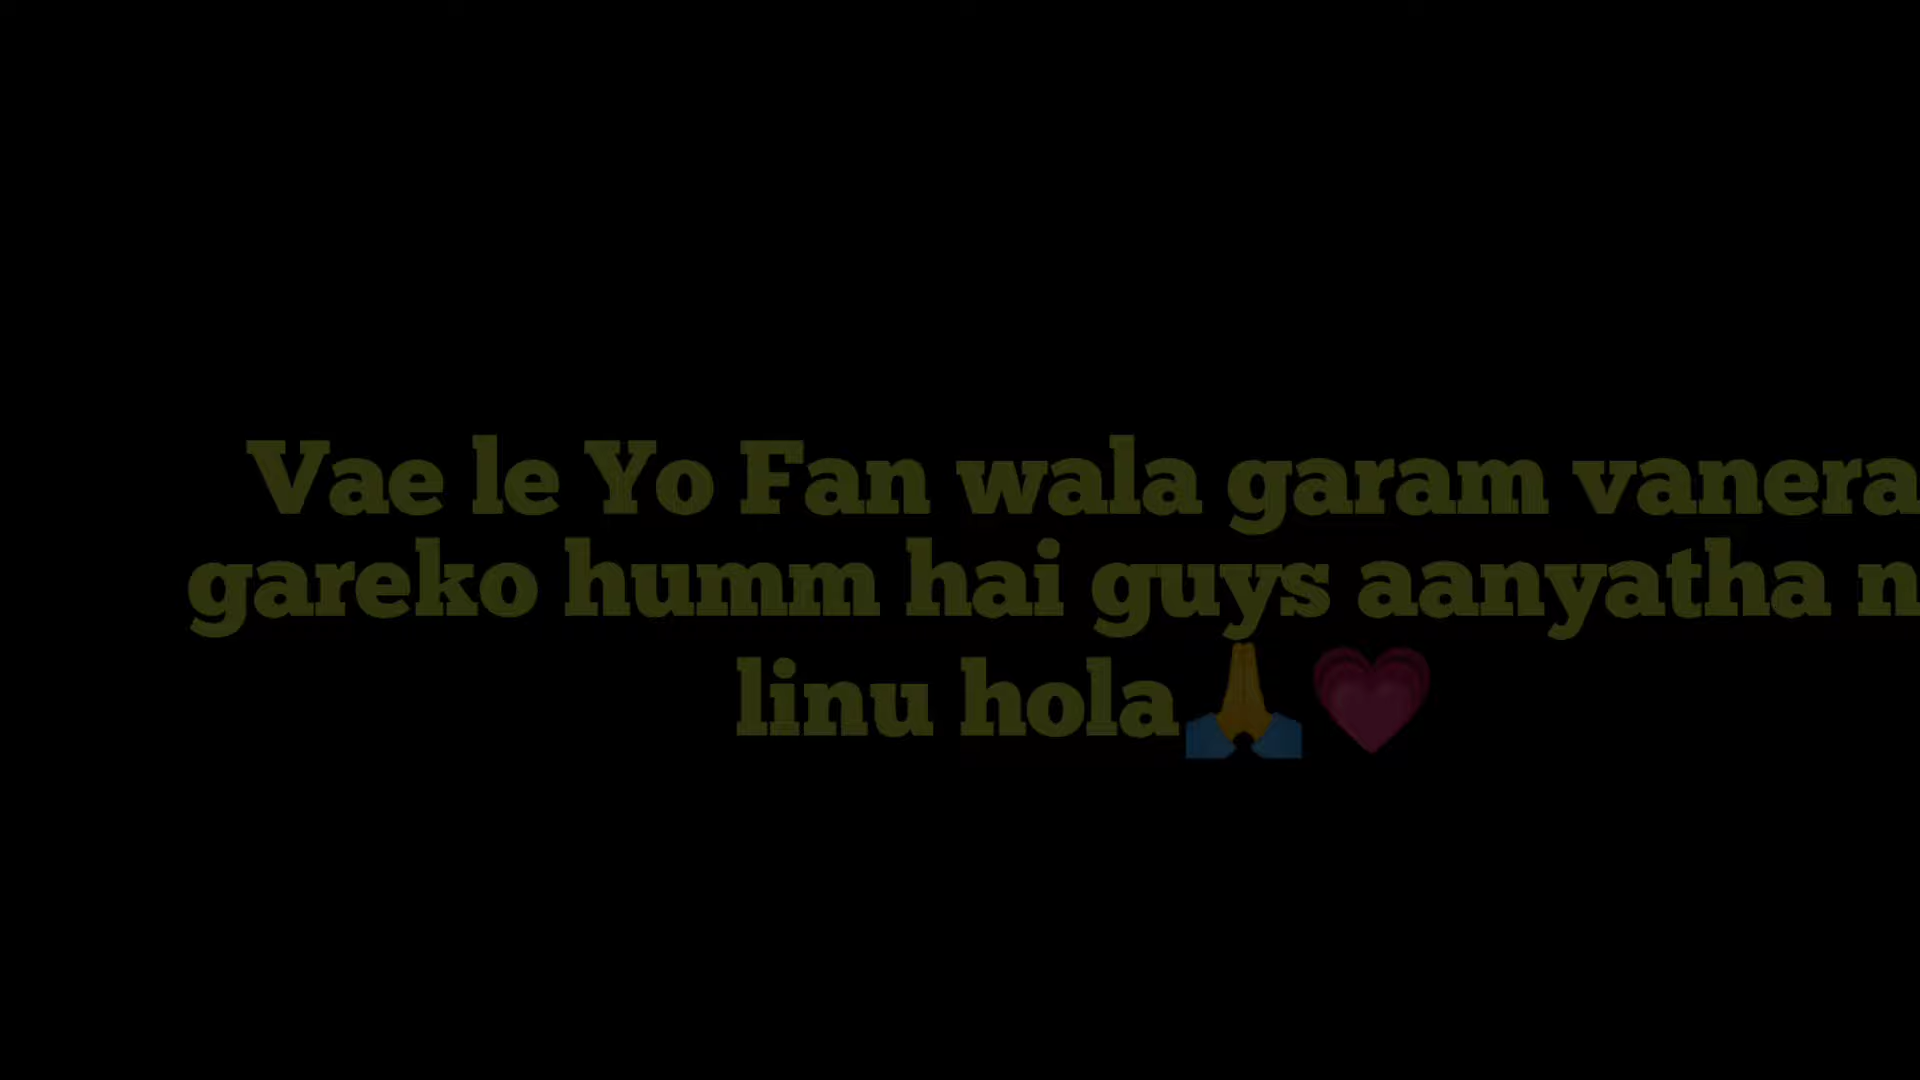 Vae le Yo Fan wala garam vanera
gareko humm hai guys aanyatha n
linu hola🙏💗